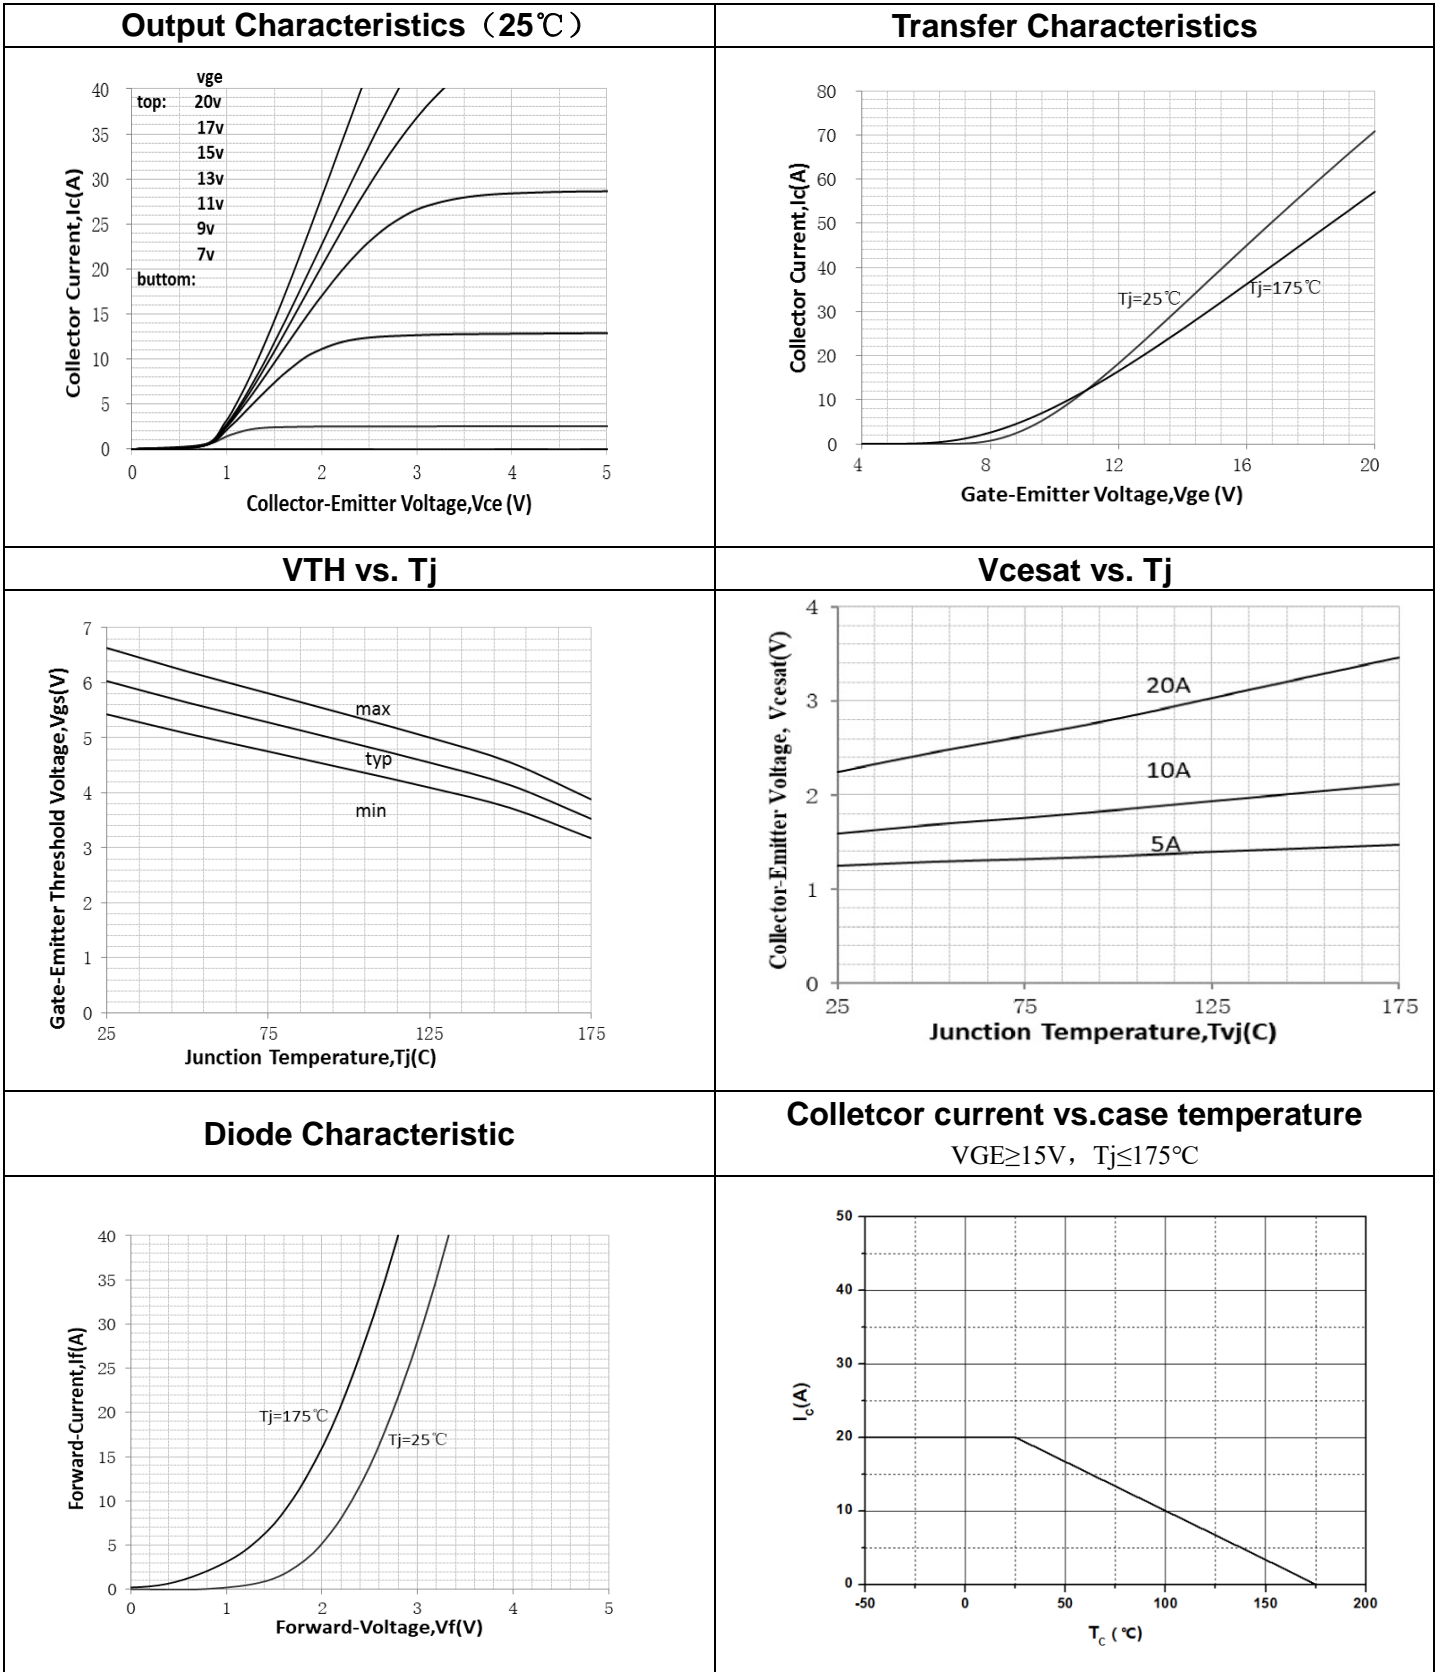 Output Characteristics（25℃）
Transfer Characteristics
vge
top: 20v
17v
15v
13v
11v
9v
7v
buttom:
40
35
30
25
20
15
10
5
0
0 1 2 3 4 5
Collector Current,Ic(A)
Collector-Emitter Voltage,Vce (V)
80
70
60
50
40
30
20
10
0
4 8 12 16 20
Tj=25℃
Tj=175℃
Collector Current,Ic(A)
Gate-Emitter Voltage,Vge (V)
VTH vs. Tj
Vcesat vs. Tj
7
6
5
4
3
2
1
0
25 75 125 175
max
typ
min
Gate-Emitter Threshold Voltage,Vgs(V)
Junction Temperature,Tj(C)
4
3
2
1
0
25 75 125 175
20A
10A
5A
Collector-Emitter Voltage, Vcesat(V)
Junction Temperature,Tvj(C)
Diode Characteristic
Colletcor current vs.case temperature
VGE≥15V，Tj≤175℃
40
35
30
25
20
15
10
5
0
0 1 2 3 4 5
Tj=175℃
Tj=25℃
Forward-Current,If(A)
Forward-Voltage,Vf(V)
50
40
30
20
10
0
-50 0 50 100 150 200
Ic(A)
Tc（℃）